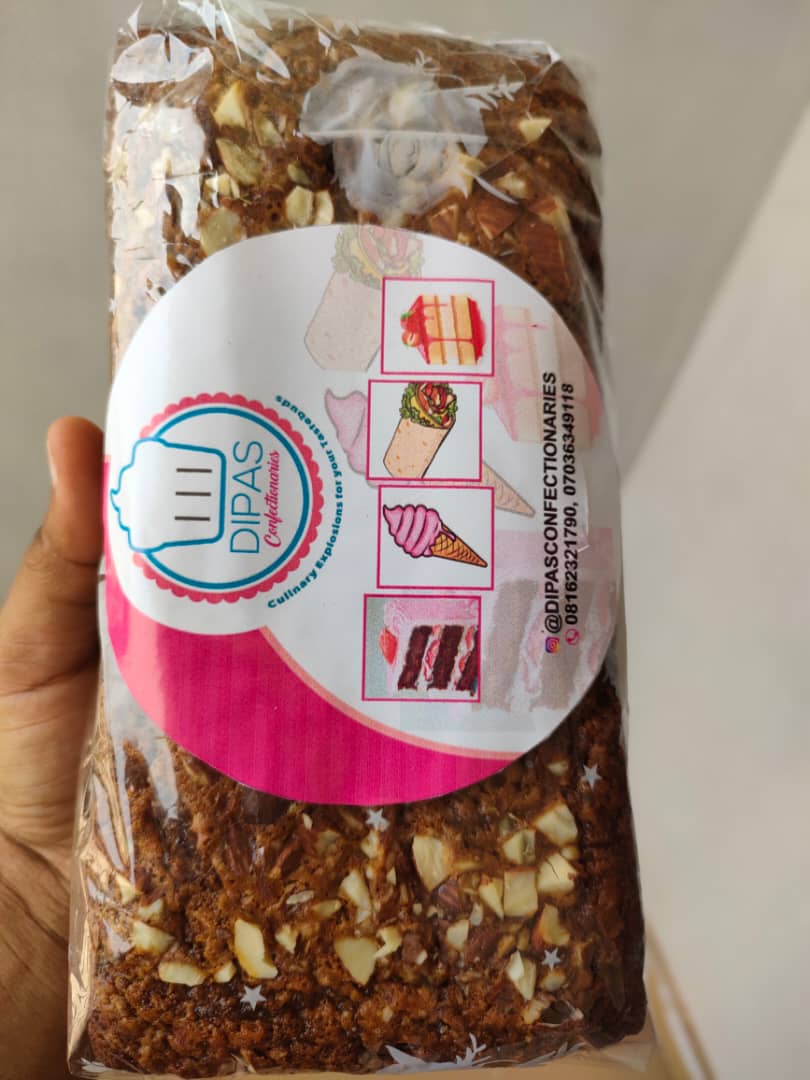 DIPAS
Confectionaries
Culinary Explosions for your Tastebuds
@DIPASCONFECTIONARIES
08162321790, 07036349118